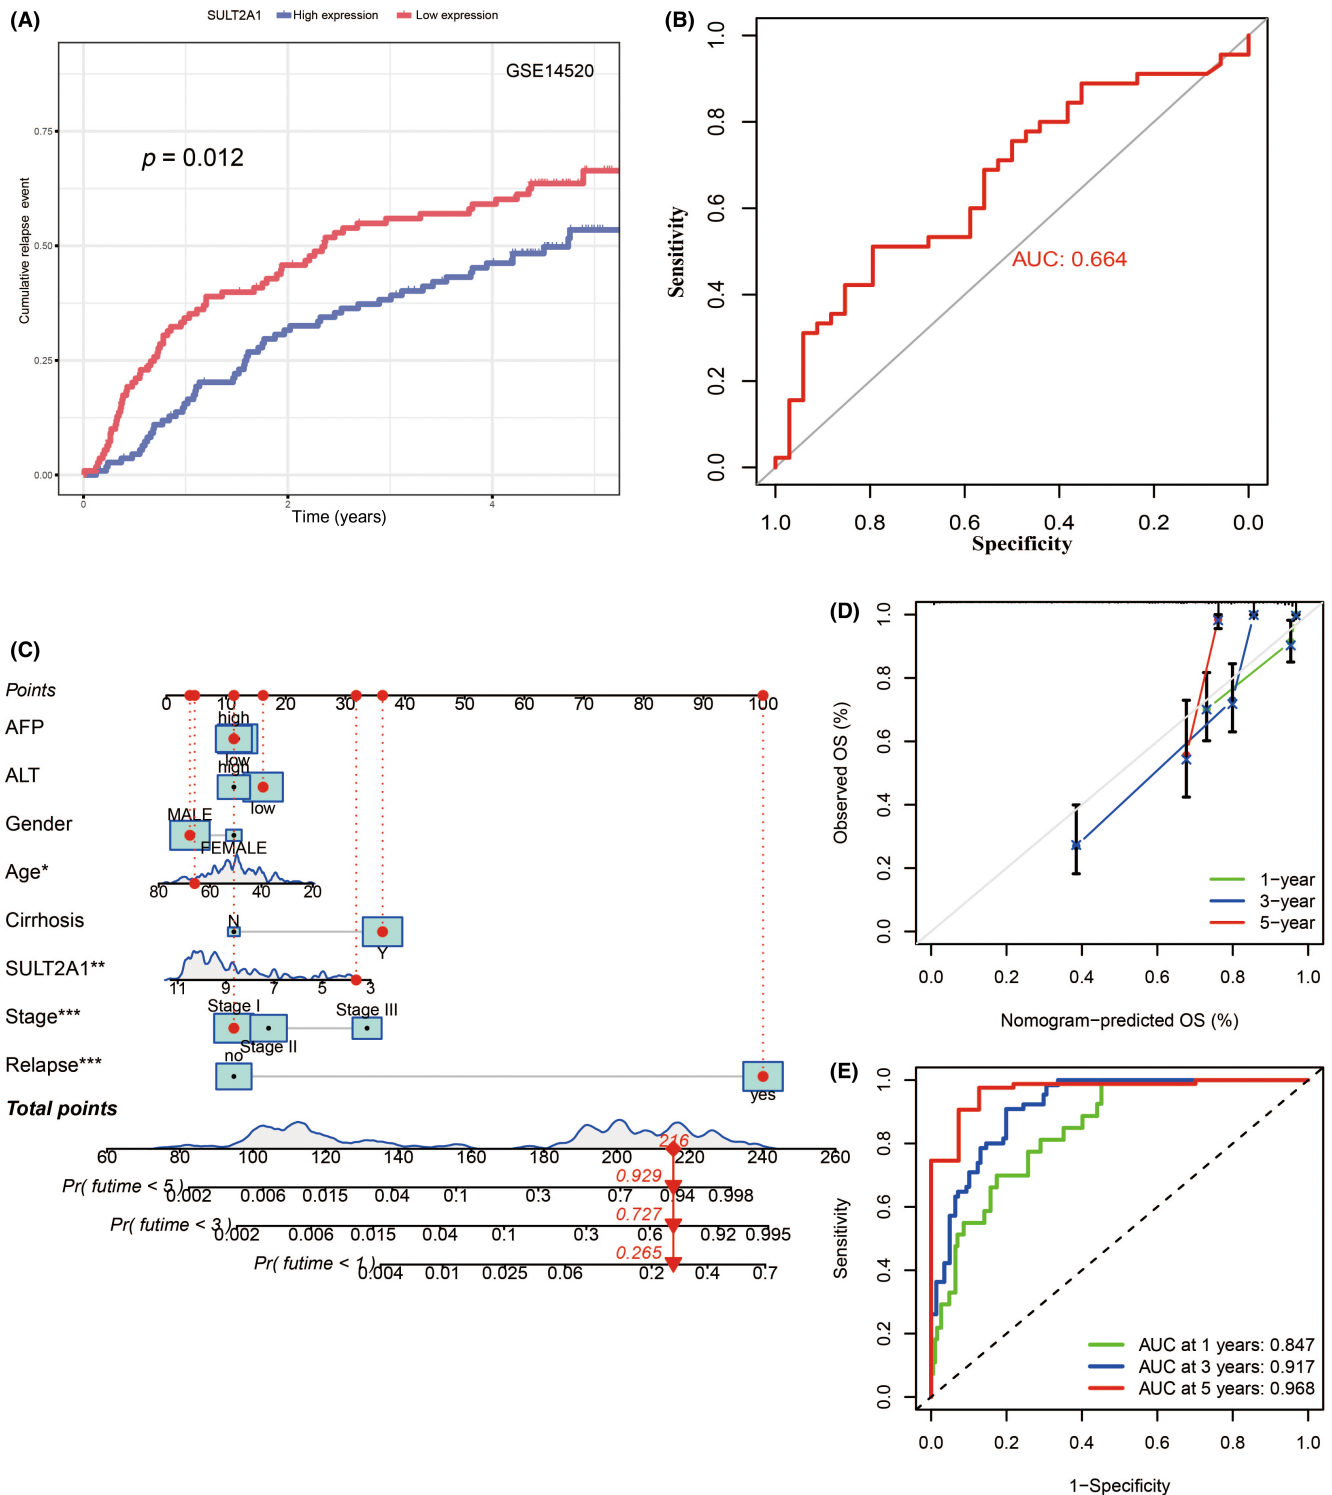 (A)
SULT2A1 High expression Low expression
GSE14520
p = 0.012
Cumulative relapse event
0.75
0.50
0.25
0.00
0 2 4
Time (years)
(B)
Sensitivity
1.0
0.8
0.6
0.4
0.2
0.0
AUC: 0.664
1.0 0.8 0.6 0.4 0.2 0.0
Specificity
(C)
Points
0 10 20 30 40 50 60 70 80 90 100
AFP
high
low
ALT
high
low
Gender
MALE
FEMALE
Age*
80 60 40 20
Cirrhosis
N
Y
SULT2A1**
11 9 7 5 3
Stage***
Stage I
Stage II
Stage III
Relapse***
no
yes
Total points
216
60 80 100 120 140 160 180 200 220 240 260
0.929
Pr( futime < 5 )
0.002 0.006 0.015 0.04 0.1 0.3 0.7 0.94 0.998
0.727
Pr( futime < 3 )
0.002 0.006 0.015 0.04 0.1 0.3 0.6 0.92 0.995
0.265
Pr( futime < 1 )
0.004 0.01 0.025 0.06 0.2 0.4 0.7
(D)
Observed OS (%)
1.0
0.8
0.6
0.4
0.2
0.0
1-year
3-year
5-year
0.0 0.2 0.4 0.6 0.8 1.0
Nomogram-predicted OS (%)
(E)
Sensitivity
1.0
0.8
0.6
0.4
0.2
0.0
AUC at 1 years: 0.847
AUC at 3 years: 0.917
AUC at 5 years: 0.968
0.0 0.2 0.4 0.6 0.8 1.0
1-Specificity